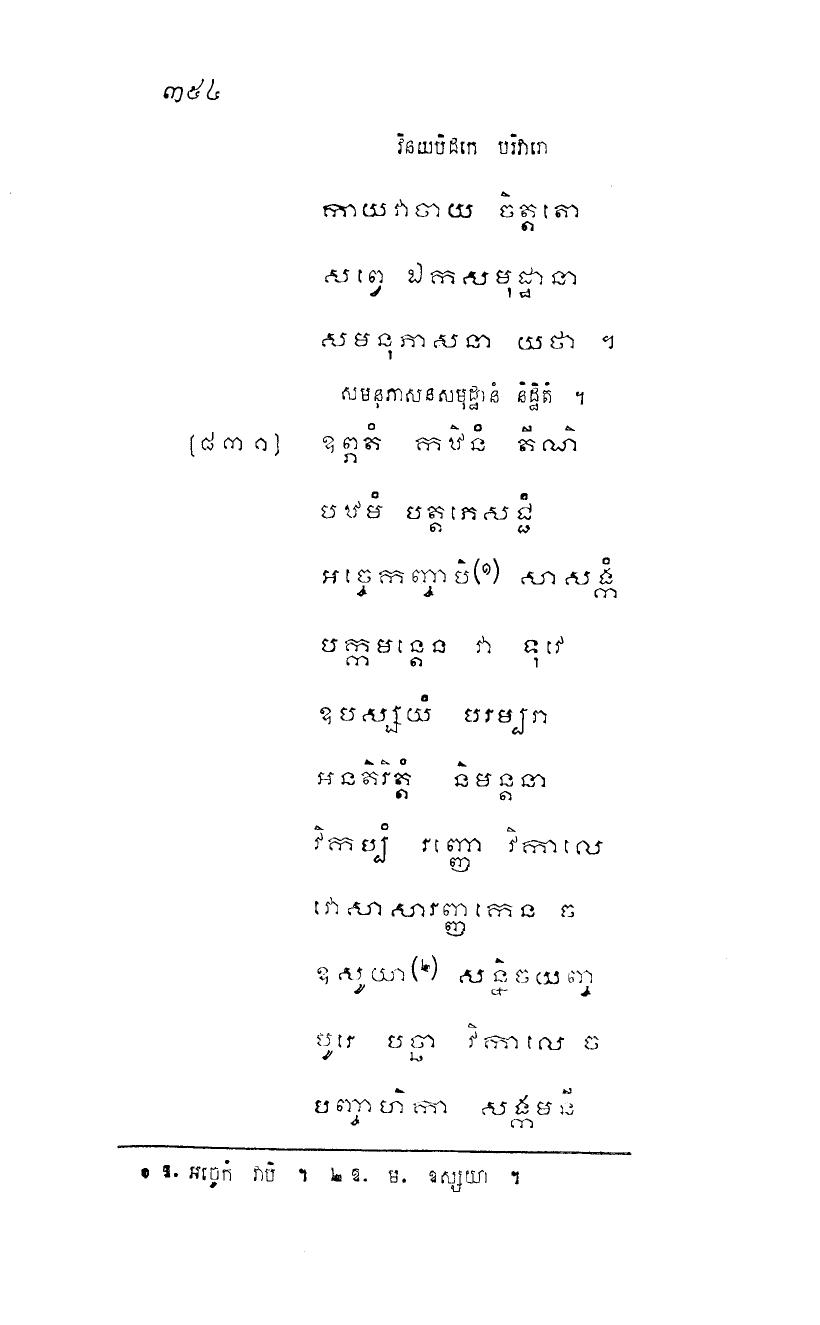 ៣៥៤
វិនយបិដកេ បរិវារោ
កាយវាចាយ ចិត្តតោ
សព្វេ ឯកសមុដ្ឋានា
សមនុភាសនា យថា ។
សមនុភាសនសមុដ្ឋានំ និដ្ឋិតំ ។
[៨៣១] ឧព្ភតំ កឋិនំ តីណិ
បឋមំ បត្តភេសជ្ជំ
អច្ចេកញ្ចាបិ(១) សាសង្កំ
បក្កមន្តេន វា ទុវេ
ឧបស្សយំ បរម្បរា
អនតិរិត្តំ និមន្តនា
វិកប្បំ រញ្ញោ វិកាលេ
វោសាសារញ្ញកេន ច
ឧសូយា(២) សន្និចយញ្ច
បុរេ បច្ឆា វិកាលេ ច
បញ្ចាហិកា សង្កមនី
១ ឱ. អច្ចេកំ វាបិ ។ ២ ឱ. ម. ឧស្សយា ។